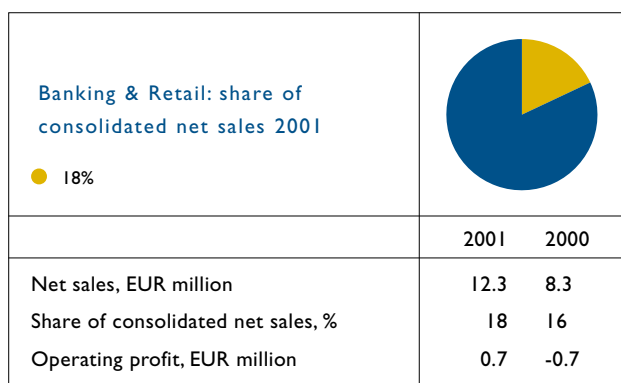 Banking & Retail: share of
consolidated net sales 2001
18%
2001 2000
Net sales, EUR million 12.3 8.3
Share of consolidated net sales, % 18 16
Operating profit, EUR million 0.7 -0.7